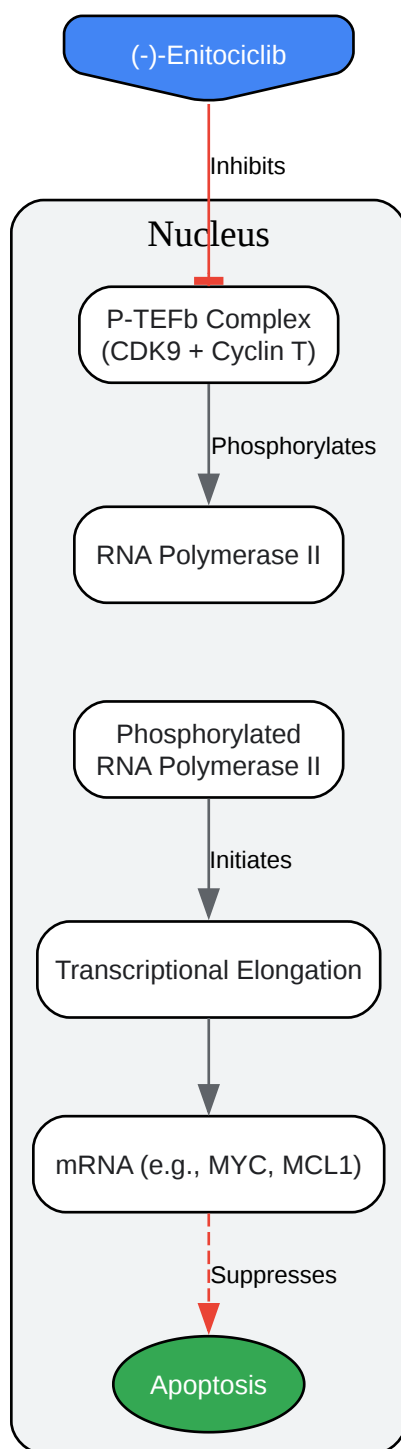 (-)-Enitociclib
Inhibits
Nucleus
P-TEFb Complex
(CDK9 + Cyclin T)
Phosphorylates
RNA Polymerase II
Phosphorylated
RNA Polymerase II
Initiates
Transcriptional Elongation
mRNA (e.g., MYC, MCL1)
Suppresses
Apoptosis